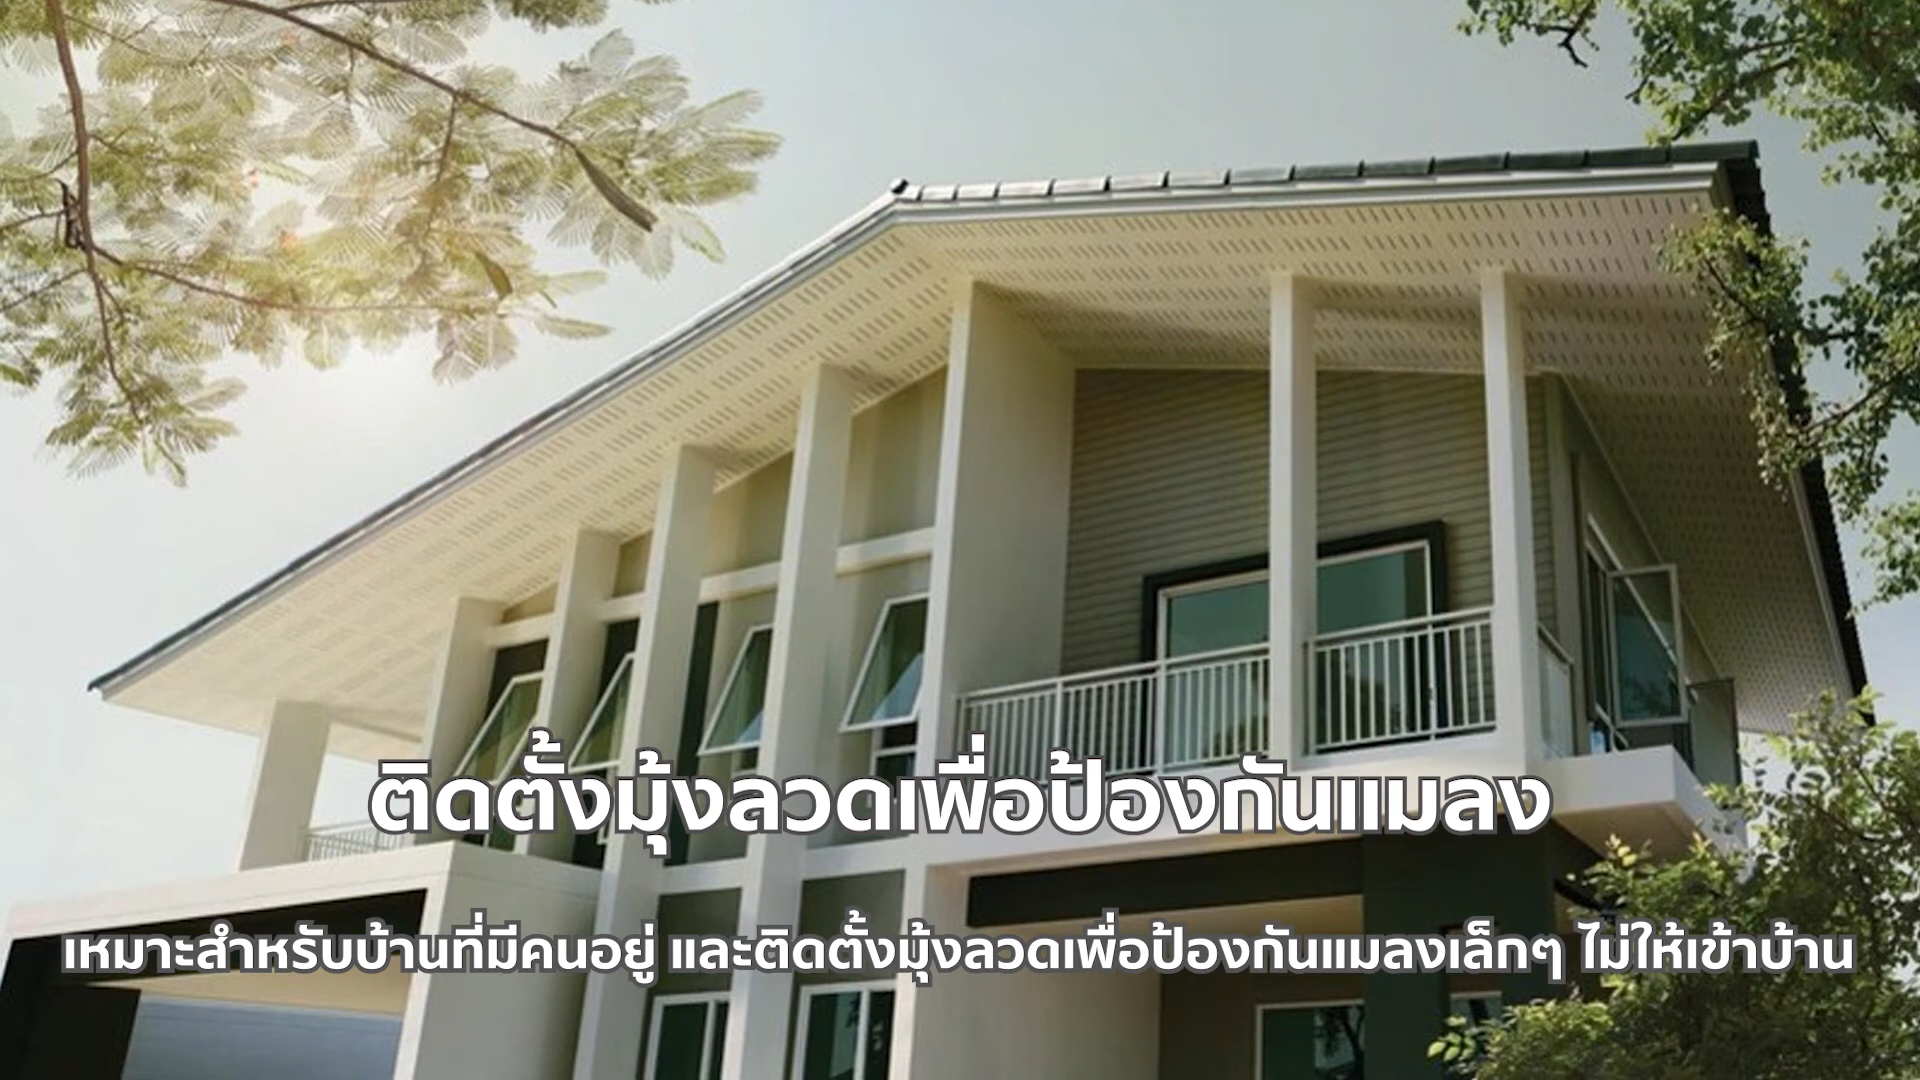 ติดตั้งมุ้งลวดเพื่อป้องกันแมลง
เหมาะสำหรับบ้านที่มีคนอยู่ และติดตั้งมุ้งลวดเพื่อป้องกันแมลงเล็กๆ ไม่ให้เข้าบ้าน